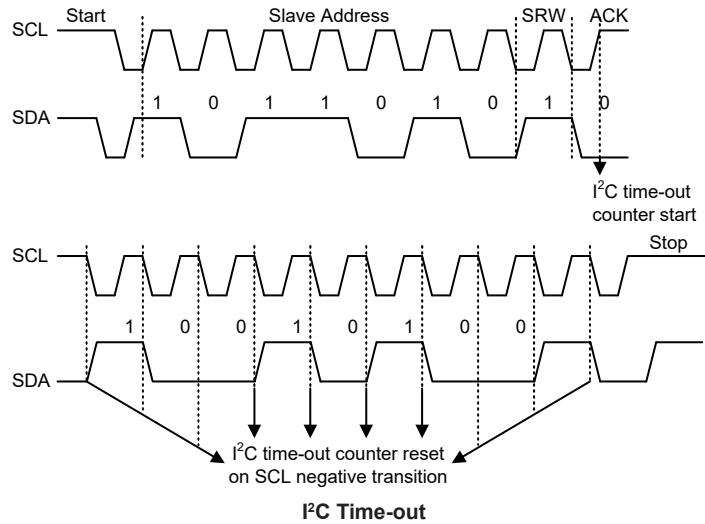 Start Slave Address SRW ACK
SCL
1 0 1 1 0 1 0 1 0
SDA
I²C time-out
counter start
Stop
SCL
1 0 0 1 0 1 0 0
SDA
I²C time-out counter reset
on SCL negative transition
I²C Time-out